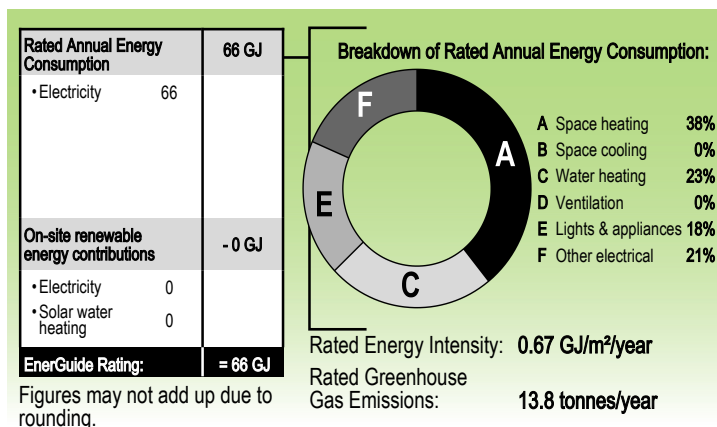 Rated Annual Energy
Consumption
66 GJ
• Electricity 66
On-site renewable
energy contributions
- 0 GJ
• Electricity 0
• Solar water
heating 0
EnerGuide Rating: = 66 GJ
Figures may not add up due to
rounding.
Breakdown of Rated Annual Energy Consumption:
F
A
E
C
A Space heating 38%
B Space cooling 0%
C Water heating 23%
D Ventilation 0%
E Lights & appliances 18%
F Other electrical 21%
Rated Energy Intensity: 0.67 GJ/m²/year
Rated Greenhouse
Gas Emissions: 13.8 tonnes/year